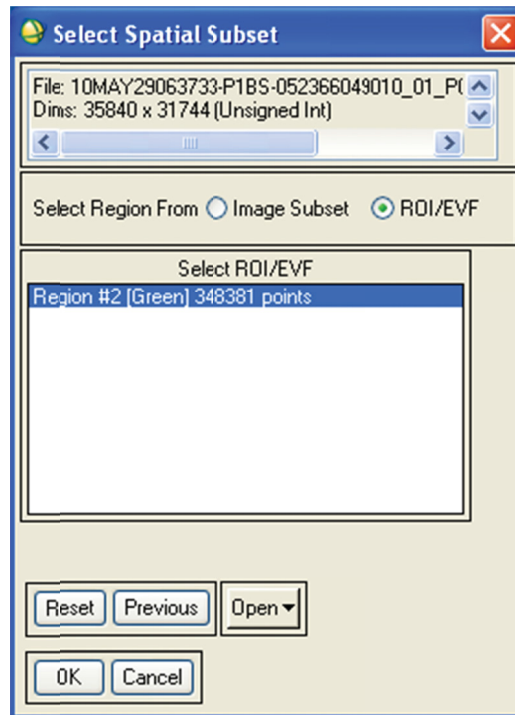 Select Spatial Subset
File: 10MAY29063733-P1BS-052366049010_01_P(
Dims: 35840 x 31744 (Unsigned Int)
Select Region From Image Subset ROI/EVF
Select ROI/EVF
Region #2 [Green] 348381 points
Reset Previous Open
OK Cancel